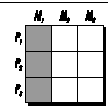 M₁ M₂ M₃
P₁
P₂
P₃